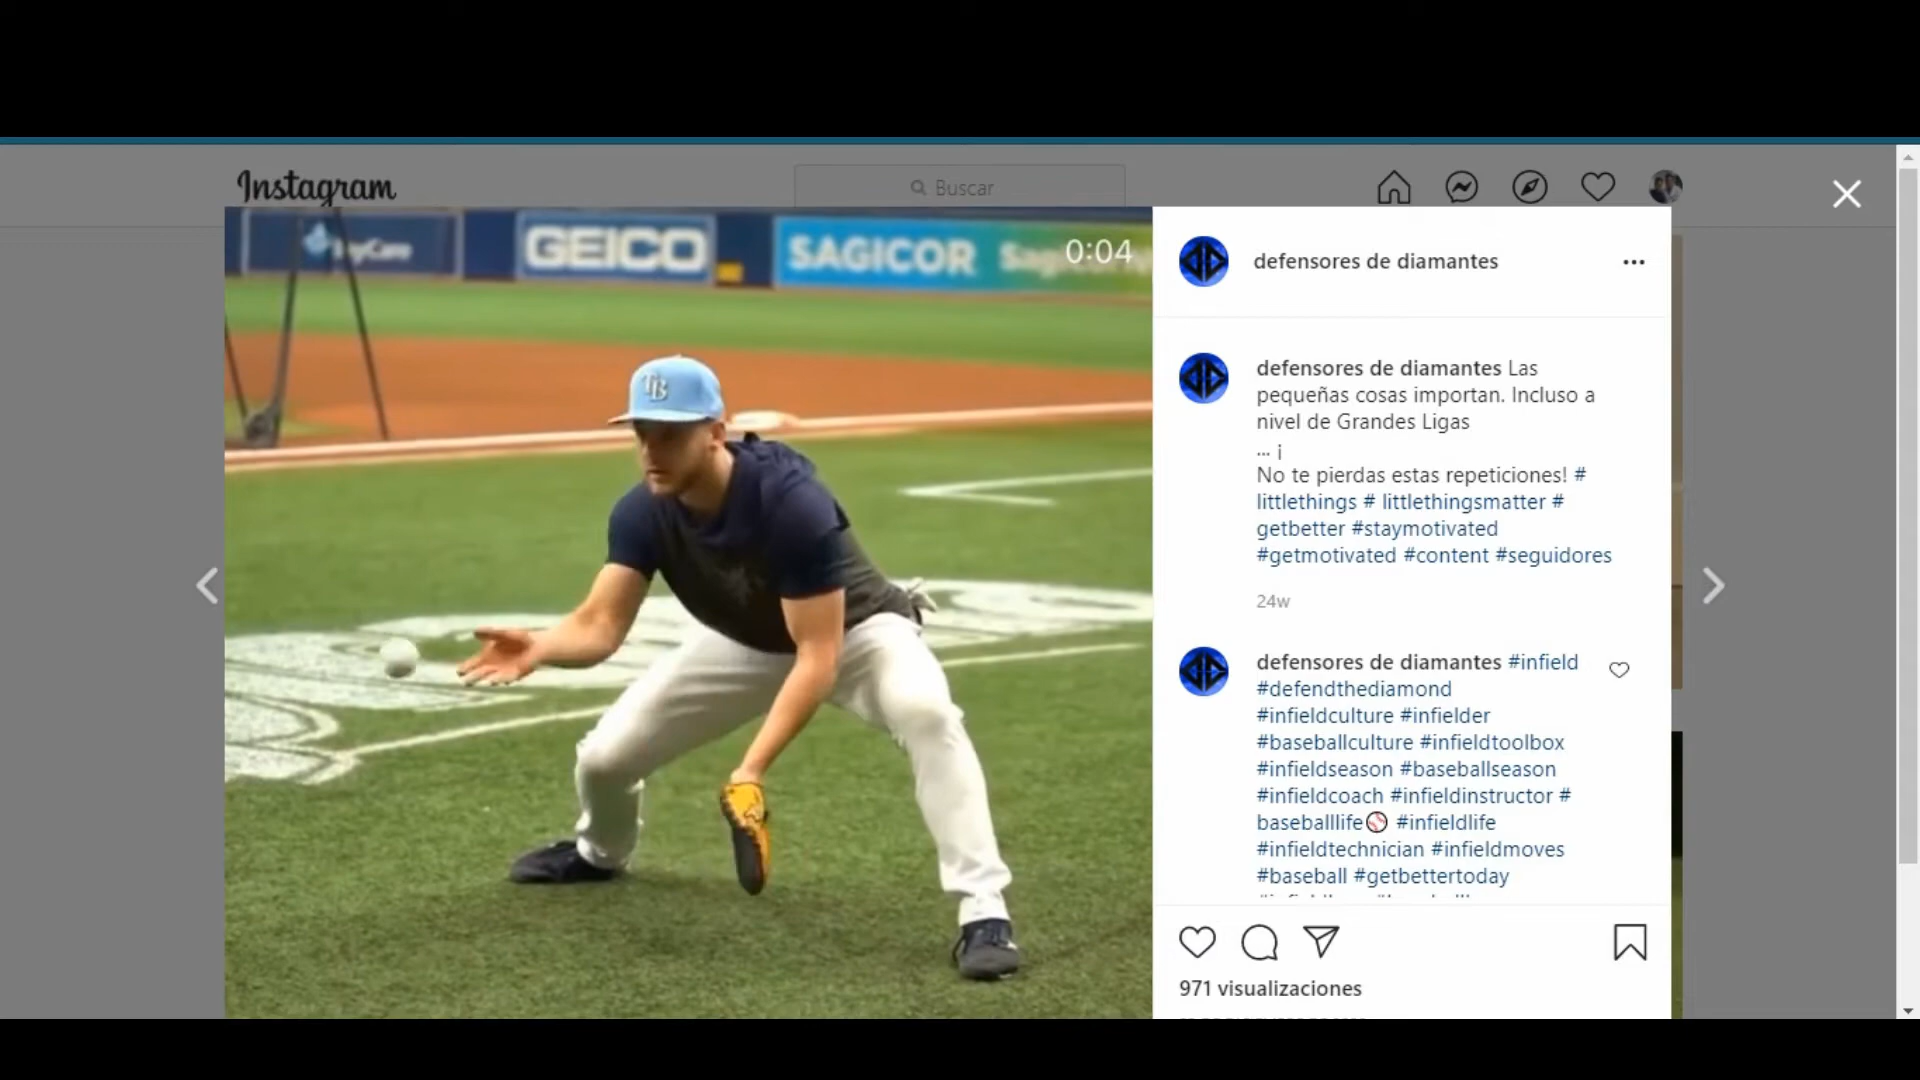 Instagram
Buscar
DayCare
GEICO
SAGICOR
0:04
TB
defensores de diamantes
defensores de diamantes Las
pequeñas cosas importan. Incluso a
nivel de Grandes Ligas
... ¡
No te pierdas estas repeticiones! #
littlethings # littlethingsmatter #
getbetter #staymotivated
#getmotivated #content #seguidores
24w
defensores de diamantes #infield
#defendthediamond
#infieldculture #infielder
#baseballculture #infieldtoolbox
#infieldseason #baseballseason
#infieldcoach #infieldinstructor #
baseballlife⚾ #infieldlife
#infieldtechnician #infieldmoves
#baseball #getbettertoday
971 visualizaciones